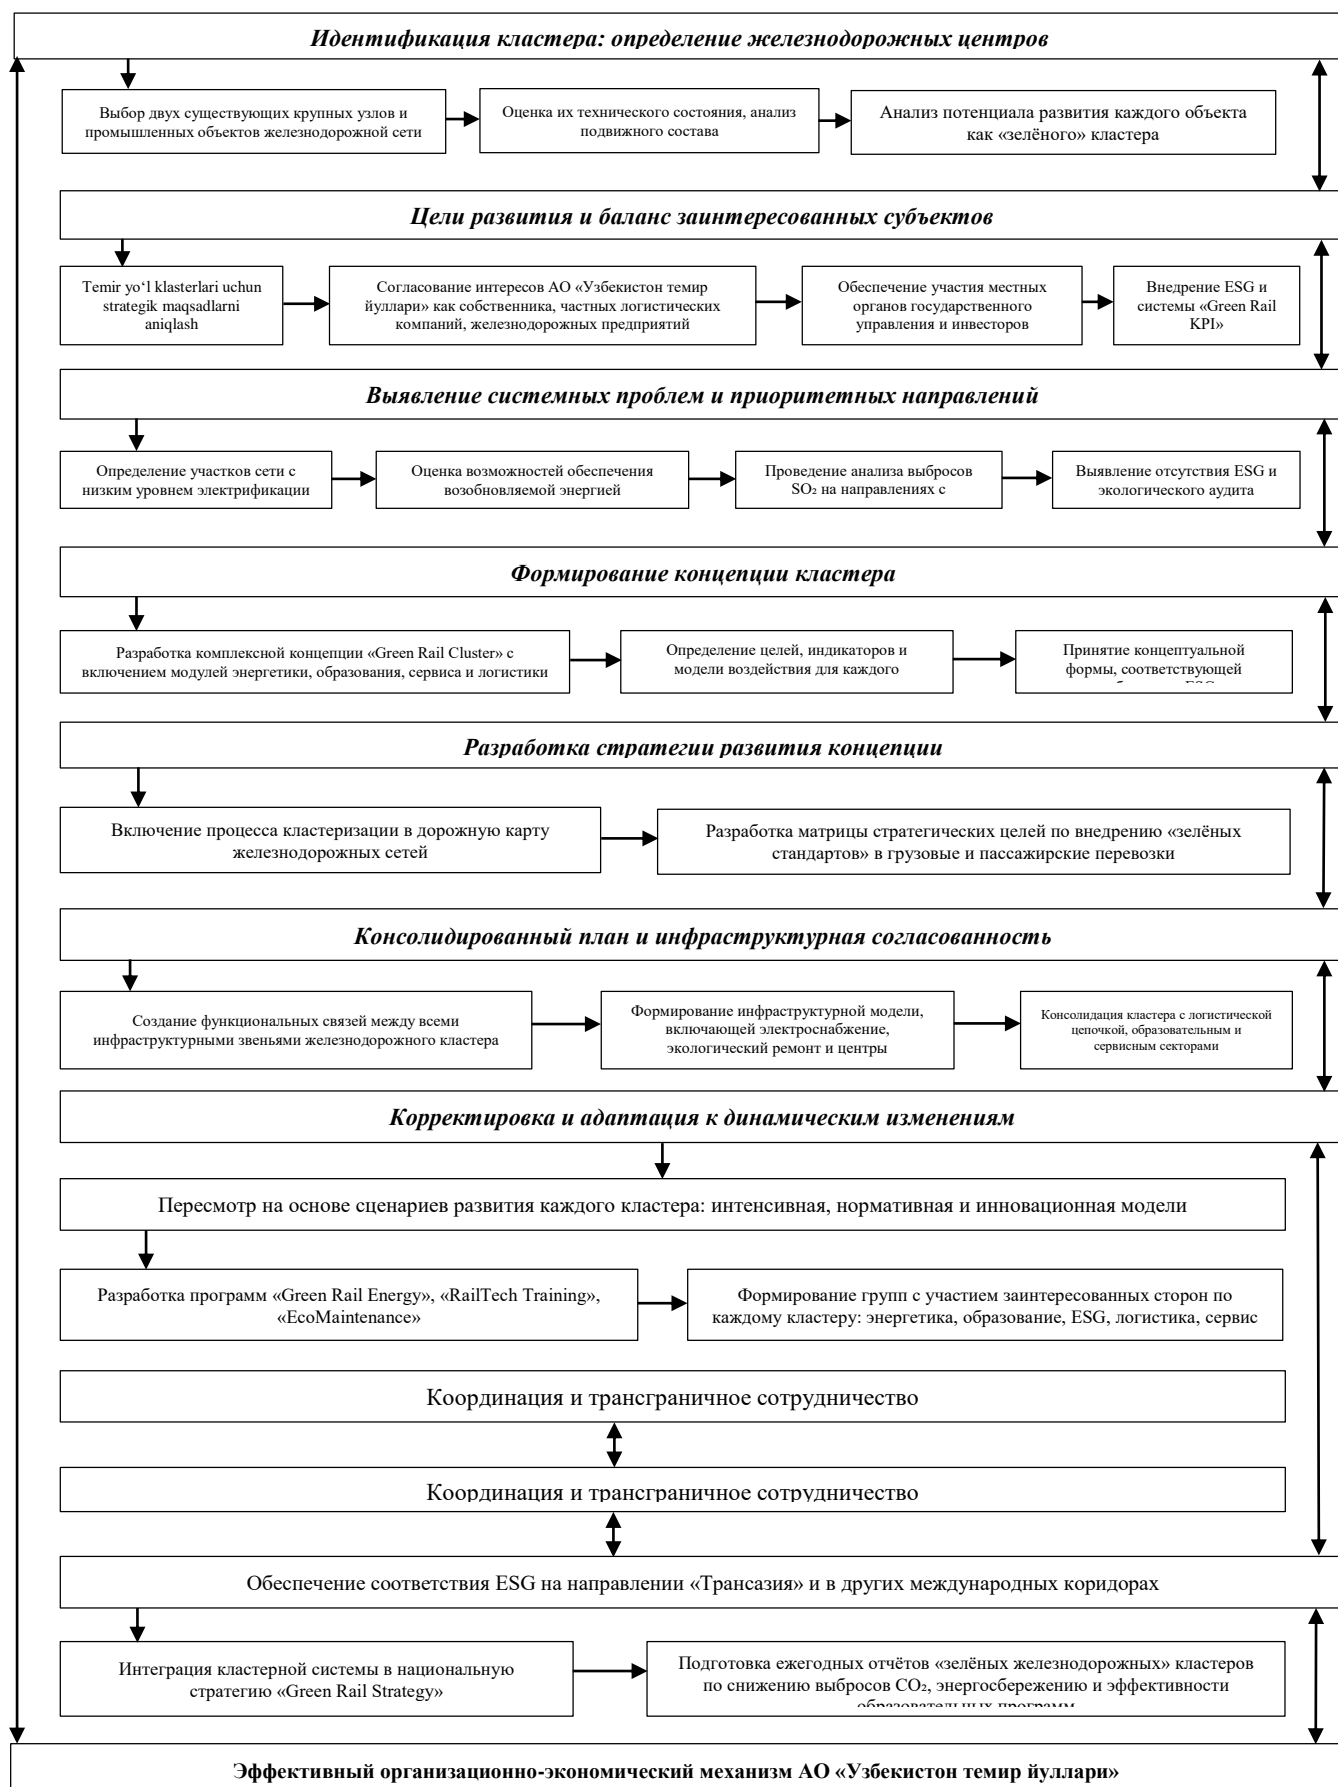 Идентификация кластера: определение железнодорожных центров
Выбор двух существующих крупных узлов и
промышленных объектов железнодорожной сети
Оценка их технического состояния, анализ
подвижного состава
Анализ потенциала развития каждого объекта
как «зелёного» кластера
Цели развития и баланс заинтересованных субъектов
Temir yo‘l klasterlari uchun
strategik maqsadlarni
aniqlash
Согласование интересов АО «Узбекистон темир
йуллари» как собственника, частных логистических
компаний, железнодорожных предприятий
Обеспечение участия местных
органов государственного
управления и инвесторов
Внедрение ESG и
системы «Green Rail
KPI»
Выявление системных проблем и приоритетных направлений
Определение участков сети с
низким уровнем электрификации
Оценка возможностей обеспечения
возобновляемой энергией
Проведение анализа выбросов
SO₂ на направлениях с
Выявление отсутствия ESG и
экологического аудита
Формирование концепции кластера
Разработка комплексной концепции «Green Rail Cluster» с
включением модулей энергетики, образования, сервиса и логистики
Определение целей, индикаторов и
модели воздействия для каждого
Принятие концептуальной
формы, соответствующей
Разработка стратегии развития концепции
Включение процесса кластеризации в дорожную карту
железнодорожных сетей
Разработка матрицы стратегических целей по внедрению «зелёных
стандартов» в грузовые и пассажирские перевозки
Консолидированный план и инфраструктурная согласованность
Создание функциональных связей между всеми
инфраструктурными звеньями железнодорожного кластера
Формирование инфраструктурной модели,
включающей электроснабжение,
экологический ремонт и центры
Консолидация кластера с логистической
цепочкой, образовательным и
сервисным секторами
Корректировка и адаптация к динамическим изменениям
Пересмотр на основе сценариев развития каждого кластера: интенсивная, нормативная и инновационная модели
Разработка программ «Green Rail Energy», «RailTech Training»,
«EcoMaintenance»
Формирование групп с участием заинтересованных сторон по
каждому кластеру: энергетика, образование, ESG, логистика, сервис
Координация и трансграничное сотрудничество
Координация и трансграничное сотрудничество
Обеспечение соответствия ESG на направлении «Трансазия» и в других международных коридорах
Интеграция кластерной системы в национальную
стратегию «Green Rail Strategy»
Подготовка ежегодных отчётов «зелёных железнодорожных» кластеров
по снижению выбросов CO₂, энергосбережению и эффективности
образовательных программ
Эффективный организационно-экономический механизм АО «Узбекистон темир йуллари»